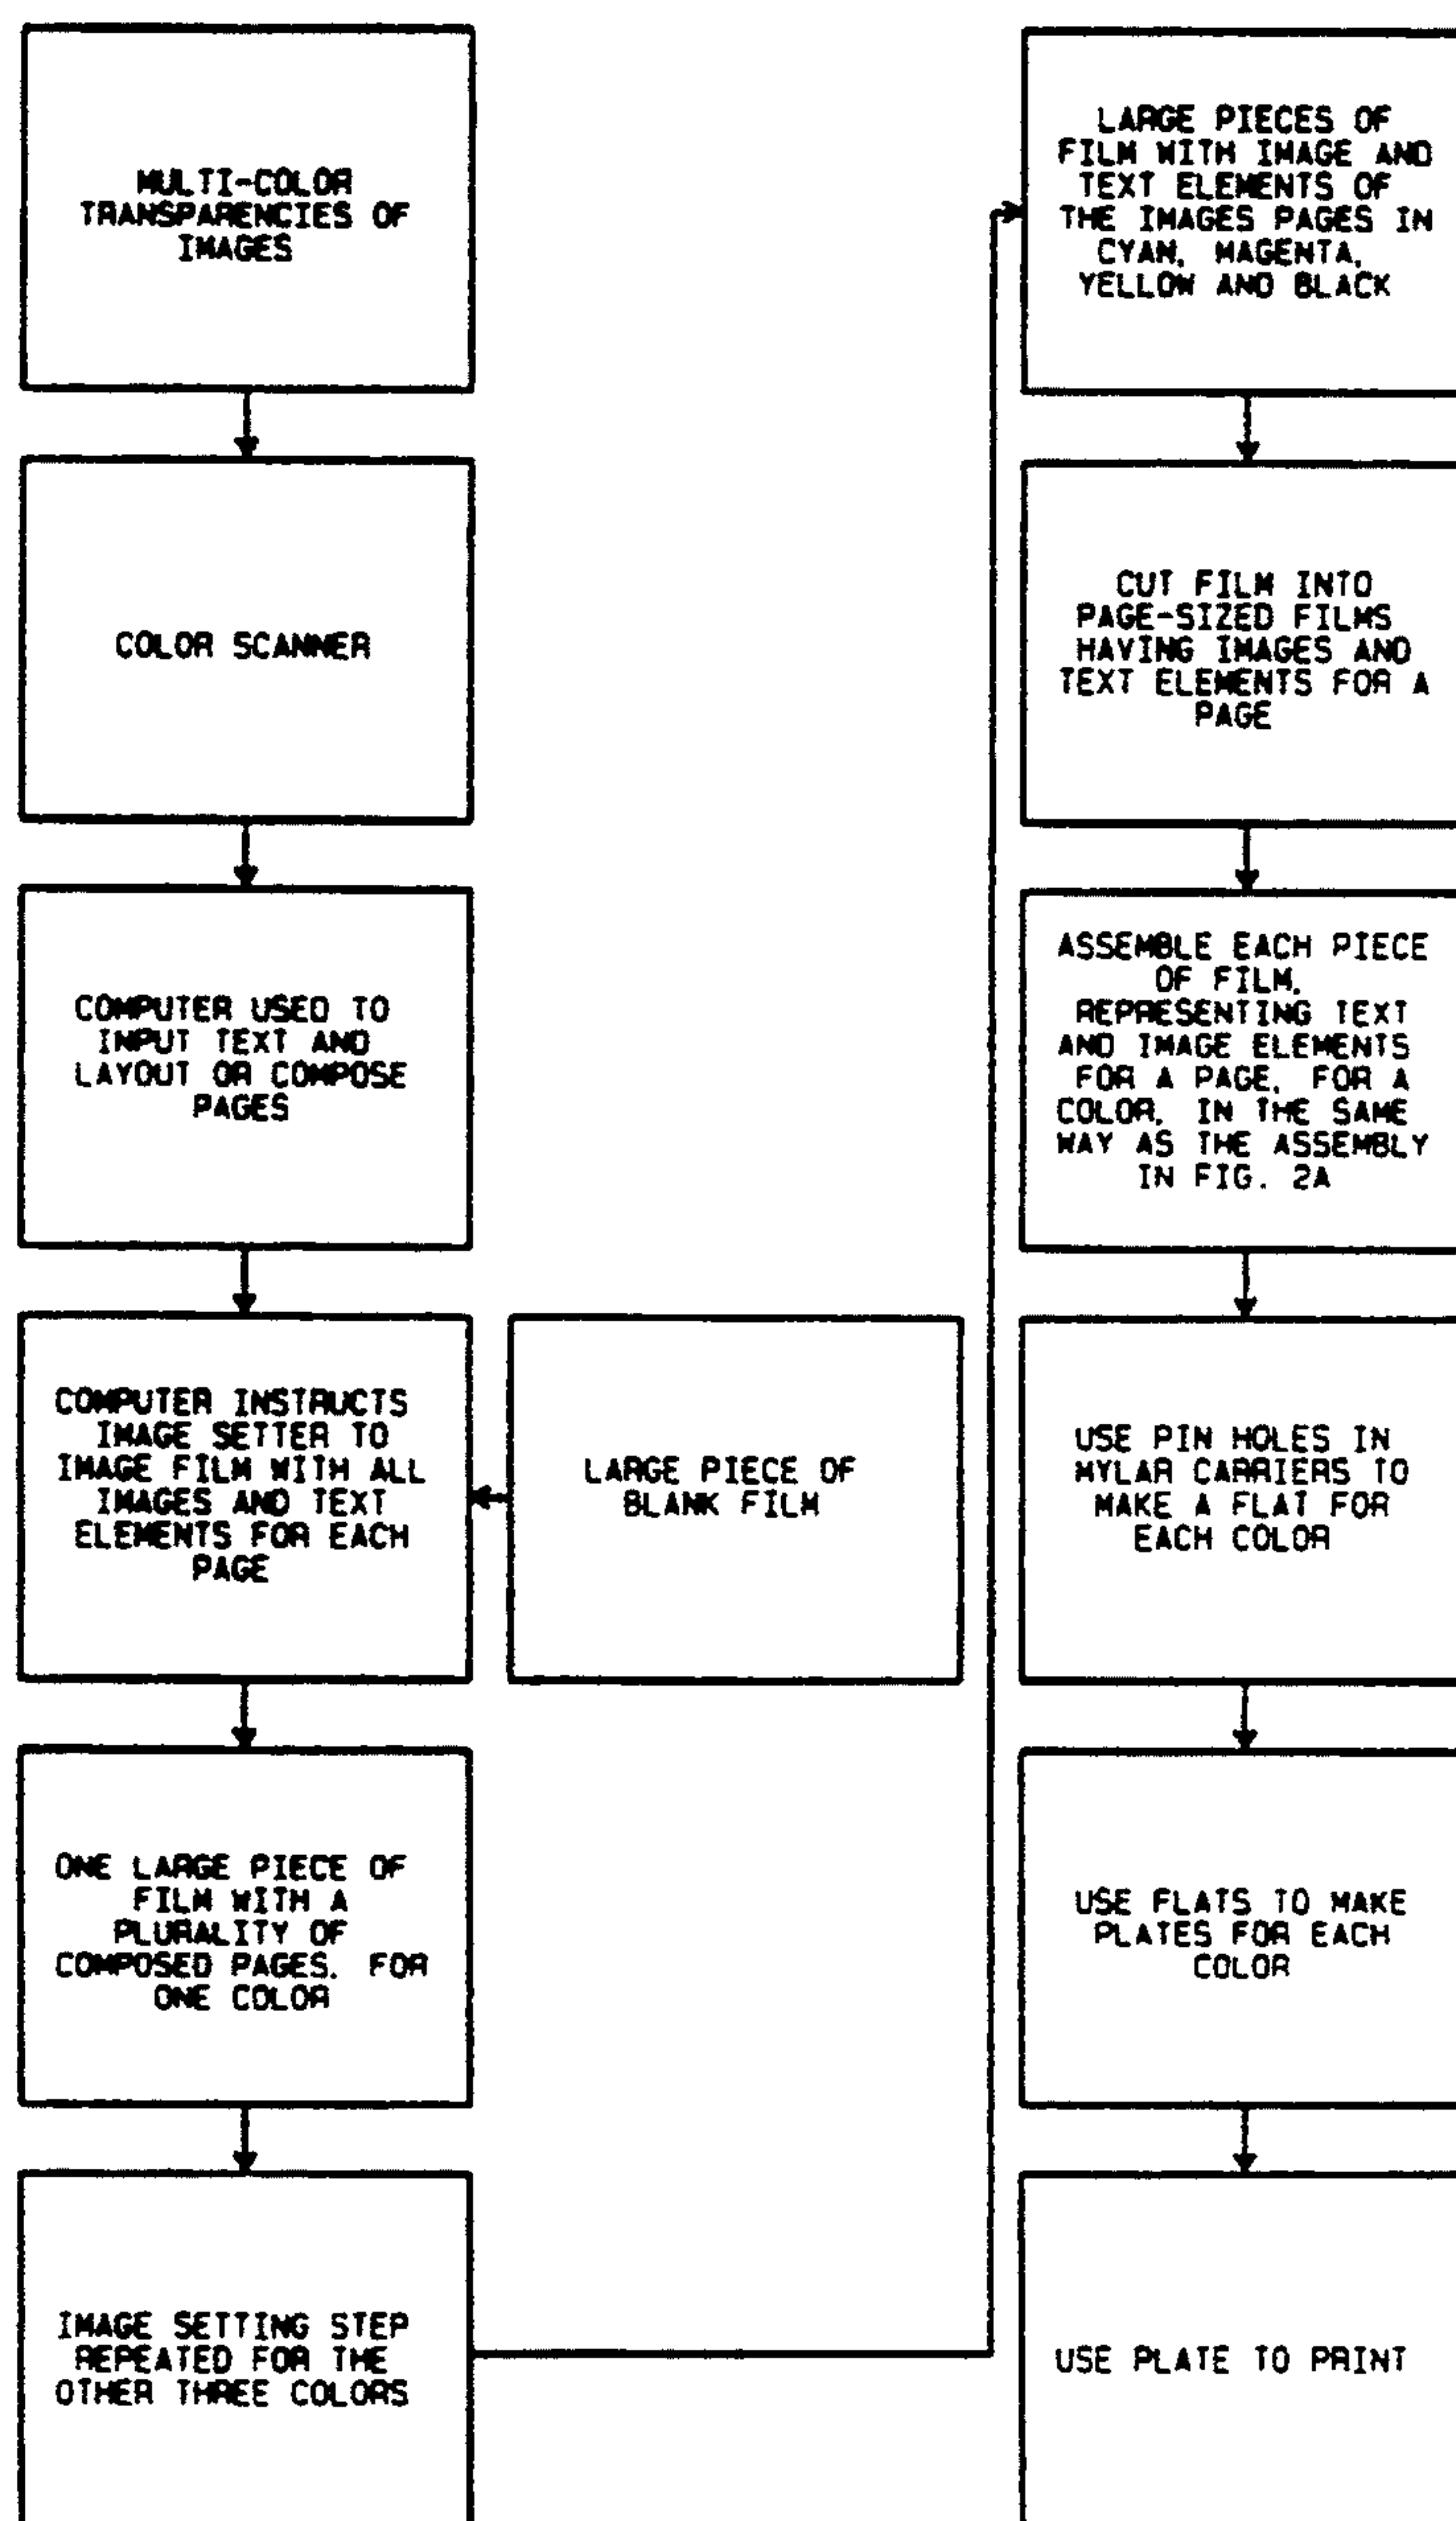 MULTI-COLOR
TRANSPARENCIES OF
IMAGES
COLOR SCANNER
COMPUTER USED TO
INPUT TEXT AND
LAYOUT OR COMPOSE
PAGES
COMPUTER INSTRUCTS
IMAGE SETTER TO
IMAGE FILM WITH ALL
IMAGES AND TEXT
ELEMENTS FOR EACH
PAGE
LARGE PIECE OF
BLANK FILM
ONE LARGE PIECE OF
FILM WITH A
PLURALITY OF
COMPOSED PAGES. FOR
ONE COLOR
IMAGE SETTING STEP
REPEATED FOR THE
OTHER THREE COLORS
LARGE PIECES OF
FILM WITH IMAGE AND
TEXT ELEMENTS OF
THE IMAGES PAGES IN
CYAN, MAGENTA,
YELLOW AND BLACK
CUT FILM INTO
PAGE-SIZED FILMS
HAVING IMAGES AND
TEXT ELEMENTS FOR A
PAGE
ASSEMBLE EACH PIECE
OF FILM,
REPRESENTING TEXT
AND IMAGE ELEMENTS
FOR A PAGE, FOR A
COLOR, IN THE SAME
WAY AS THE ASSEMBLY
IN FIG. 2A
USE PIN HOLES IN
MYLAR CARRIERS TO
MAKE A FLAT FOR
EACH COLOR
USE FLATS TO MAKE
PLATES FOR EACH
COLOR
USE PLATE TO PRINT